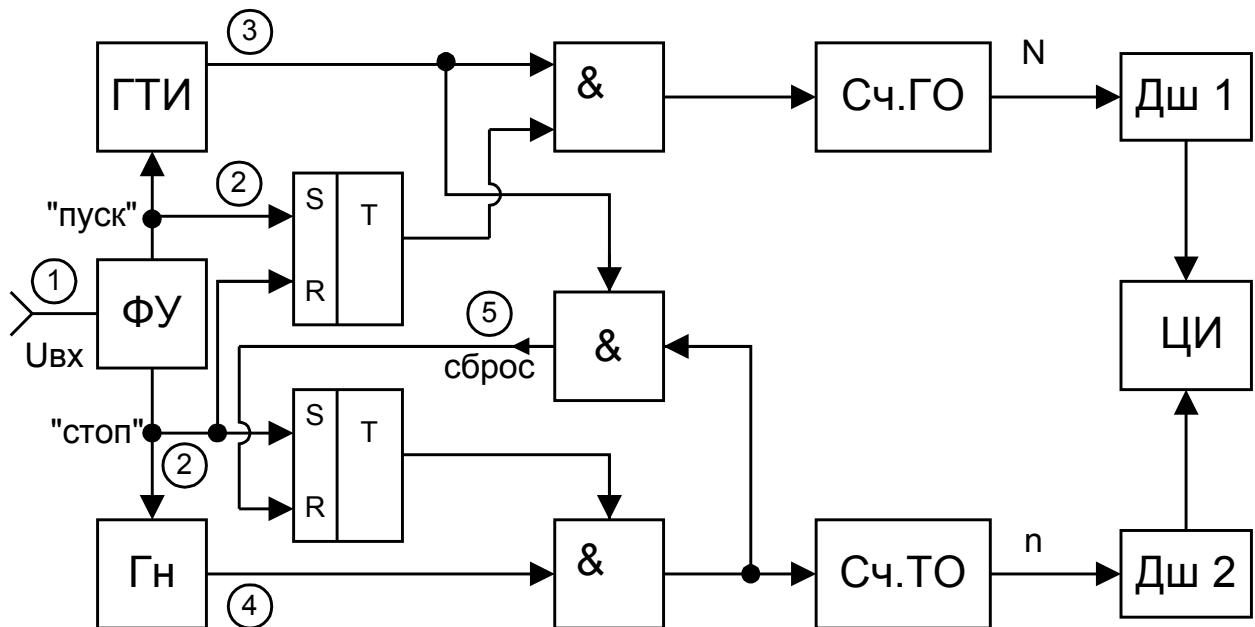 3
N
ГТИ
&
Сч.ГО
Дш 1
2
S
T
"пуск"
1
R
5
ФУ
&
ЦИ
Uвх
сброс
S
T
"стоп"
2
R
n
Гн
&
Сч.ТО
Дш 2
4